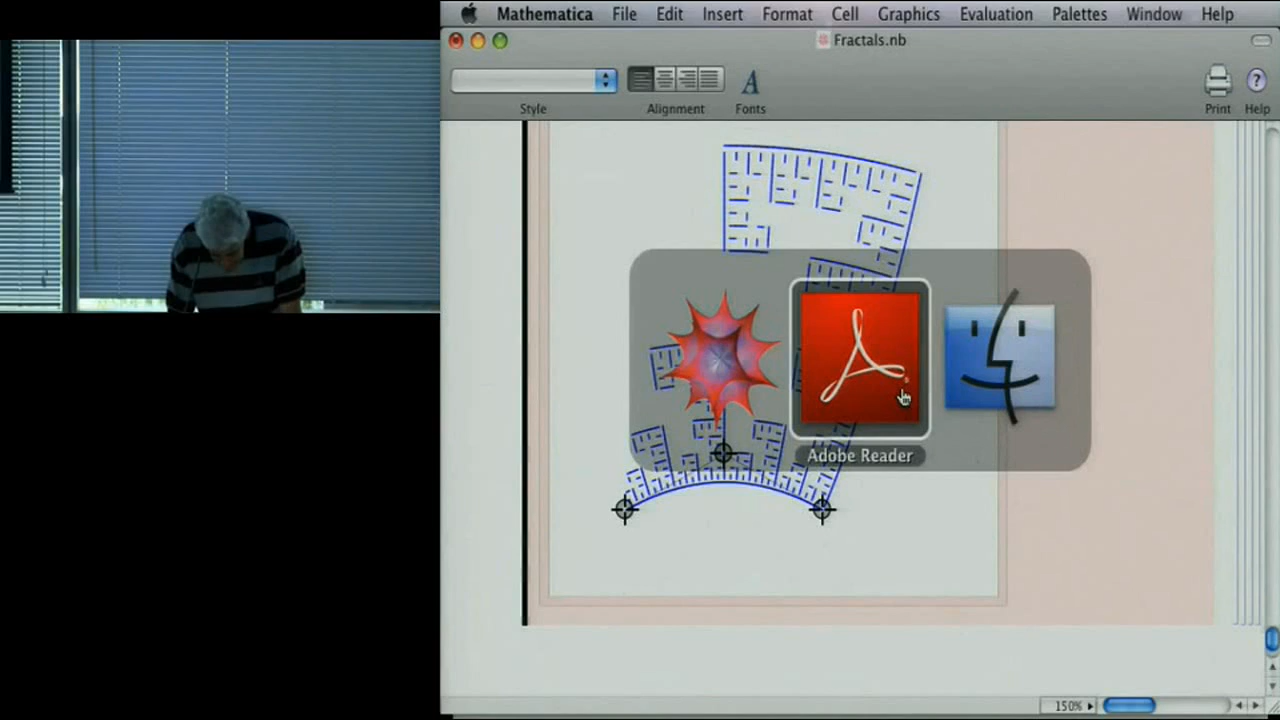 Mathematica File Edit Insert Format Cell Graphics Evaluation Palettes Window Help
Fractals.nb
Style Alignment Fonts Print Help
Adobe Reader
150%